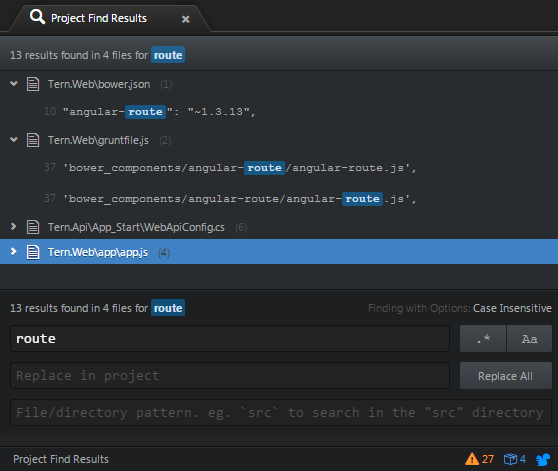 Project Find Results
13 results found in 4 files for route
Tern.Web\bower.json (1)
10 "angular-route": "~1.3.13",
Tern.Web\gruntfile.js (2)
37 'bower_components/angular-route/angular-route.js',
37 'bower_components/angular-route/angular-route.js',
Tern.Api\App_Start\WebApiConfig.cs (6)
Tern.Web\app\app.js (4)
13 results found in 4 files for route
Finding with Options: Case Insensitive
route
.* Aa
Replace in project
Replace All
File/directory pattern. eg. `src` to search in the "src" directory
Project Find Results
27 4